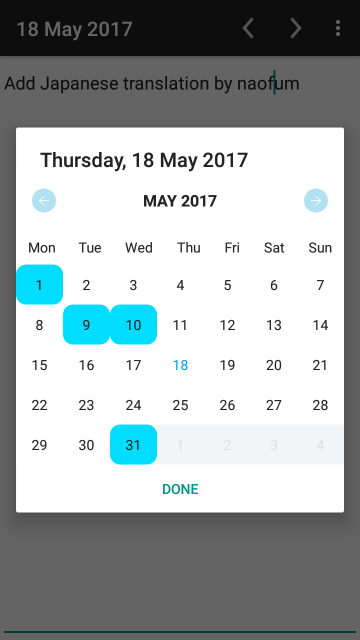 18 May 2017
Add Japanese translation by naofum
Thursday, 18 May 2017
MAY 2017
Mon Tue Wed Thu Fri Sat Sun
1 2 3 4 5 6 7
8 9 10 11 12 13 14
15 16 17 18 19 20 21
22 23 24 25 26 27 28
29 30 31 1 2 3 4
DONE